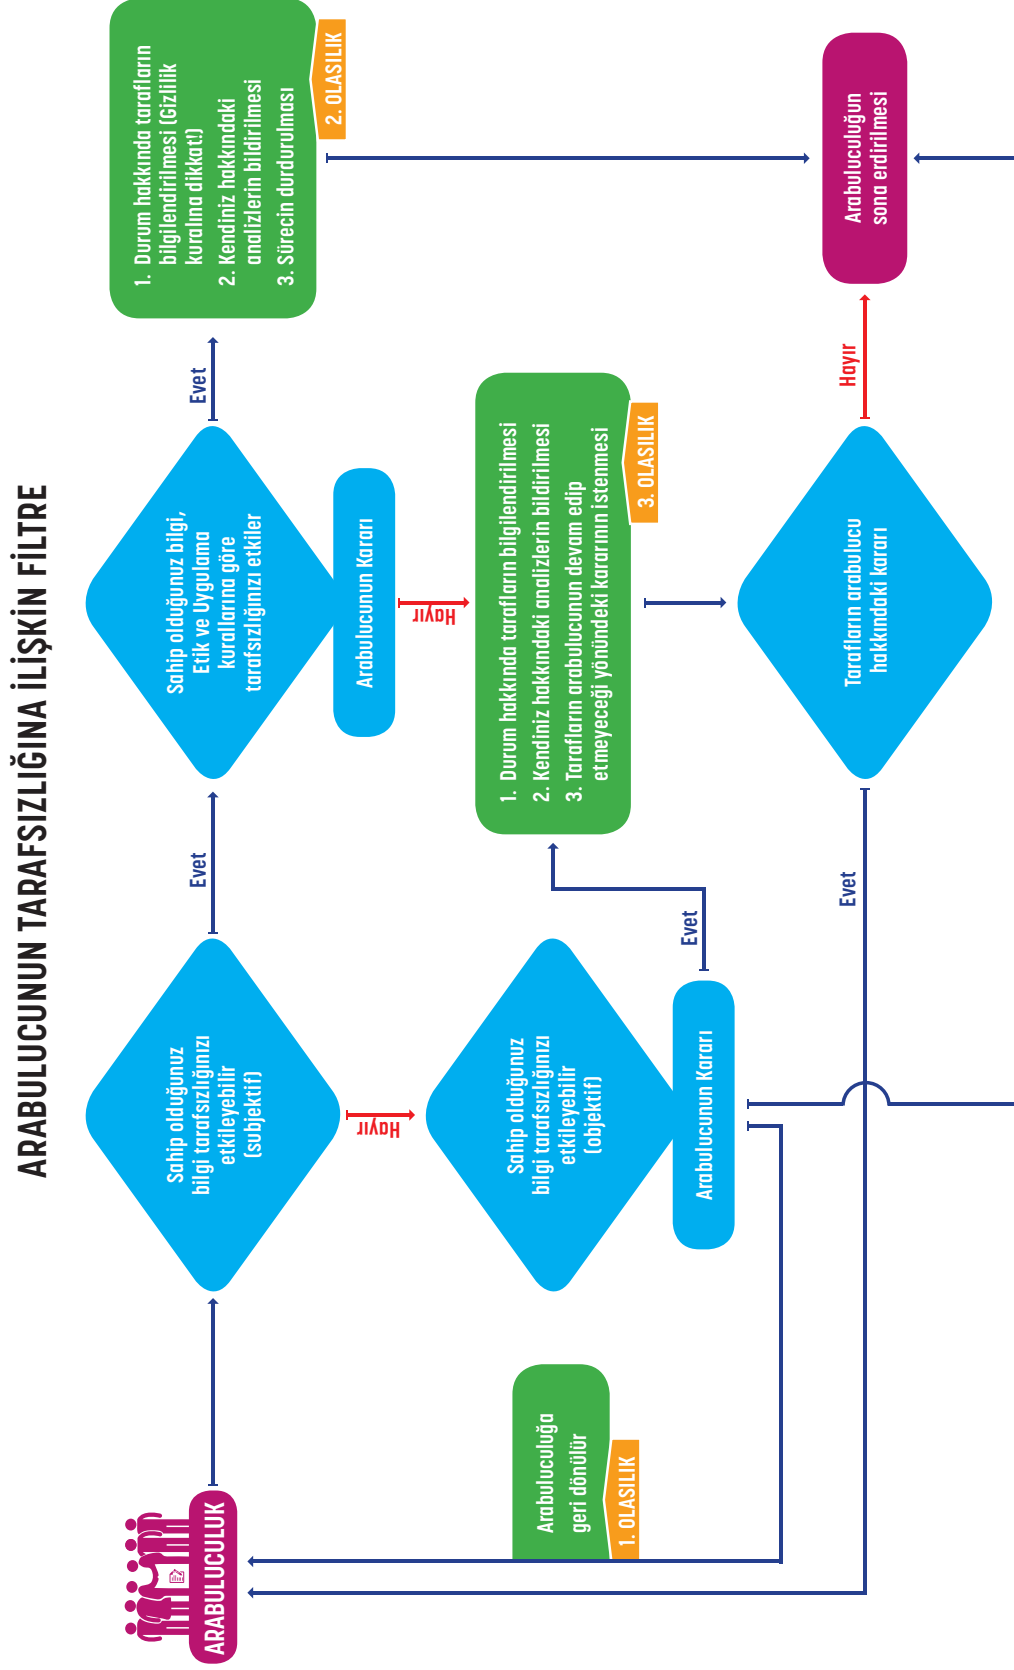 ARABULUCUNUN TARAFSIZLIĞINA İLİŞKİN FİLTRE
ARABULUCULUK
Sahip olduğunuz
bilgi tarafsızlığınızı
etkileyebilir
(subjektif)
Evet
Sahip olduğunuz bilgi,
Etik ve Uygulama
kurallarına göre
tarafsızlığınızı etkiler
Arabulucunun Kararı
Evet
1. Durum hakkında tarafların
bilgilendirilmesi (Gizlilik
kuralına dikkat!)
2. Kendiniz hakkındaki
analizlerin bildirilmesi
3. Sürecin durdurulması
2. OLASILIK
Hayır
Hayır
Sahip olduğunuz
bilgi tarafsızlığınızı
etkileyebilir
(objektif)
Arabulucunun Kararı
Evet
1. Durum hakkında tarafların bilgilendirilmesi
2. Kendiniz hakkındaki analizlerin bildirilmesi
3. Tarafların arabulucunun devam edip
etmeyeceği yönündeki kararının istenmesi
3. OLASILIK
Arabuluculuğa
geri dönülür
1. OLASILIK
Evet
Tarafların arabulucu
hakkındaki kararı
Hayır
Arabuluculuğun
sona erdirilmesi